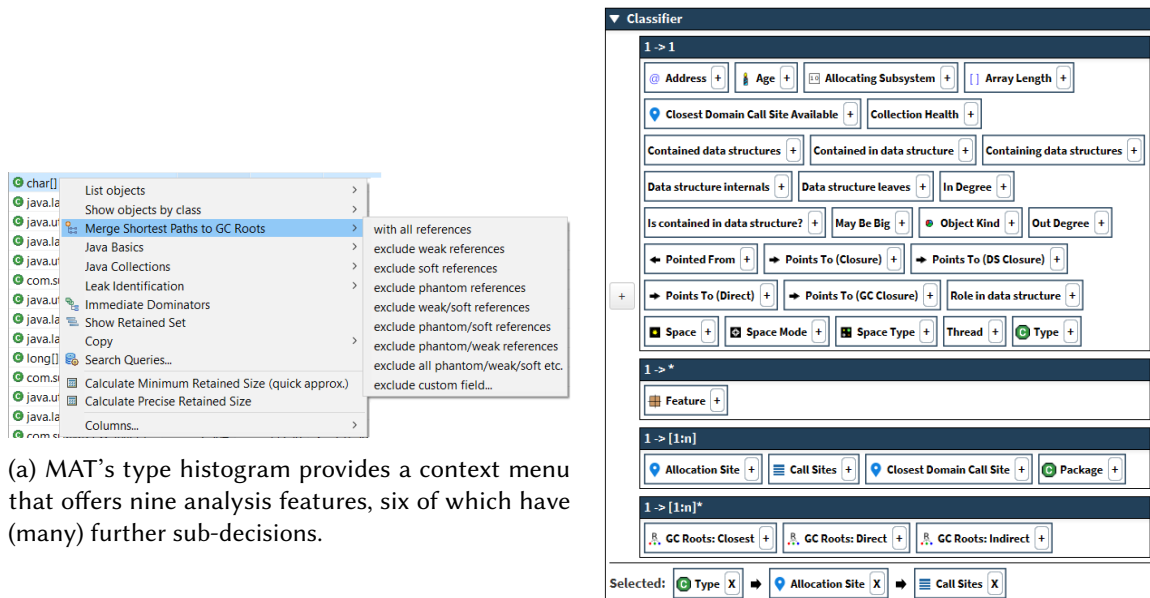 char[]
java.la
java.ut
java.la
java.ut
com.su
java.ut
java.la
java.la
long[]
com.su
java.ut
java.la
List objects
Show objects by class
Merge Shortest Paths to GC Roots
Java Basics
Java Collections
Leak Identification
Immediate Dominators
Show Retained Set
Copy
Search Queries...
Calculate Minimum Retained Size (quick approx.)
Calculate Precise Retained Size
Columns...
with all references
exclude weak references
exclude soft references
exclude phantom references
exclude weak/soft references
exclude phantom/soft references
exclude phantom/weak references
exclude all phantom/weak/soft etc.
exclude custom field...
(a) MAT's type histogram provides a context menu
that offers nine analysis features, six of which have
(many) further sub-decisions.
▼ Classifier
+
1 -> 1
@ Address + Age + Allocating Subsystem + [ ] Array Length +
Closest Domain Call Site Available + Collection Health +
Contained data structures + Contained in data structure + Containing data structures +
Data structure internals + Data structure leaves + In Degree +
Is contained in data structure? + May Be Big + Object Kind + Out Degree +
Pointed From + Points To (Closure) + Points To (DS Closure) +
Points To (Direct) + Points To (GC Closure) + Role in data structure +
Space + Space Mode + Space Type + Thread + C Type +
1 -> *
Feature +
1 -> [1:n]
Allocation Site + Call Sites + Closest Domain Call Site + C Package +
1 -> [1:n]*
R GC Roots: Closest + R GC Roots: Direct + R GC Roots: Indirect +
Selected: C Type X ➡ Allocation Site X ➡ Call Sites X